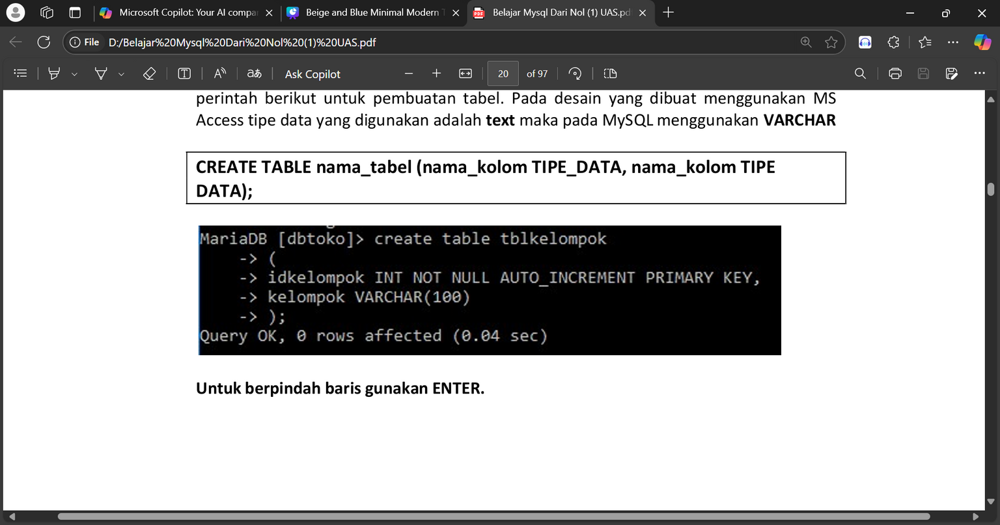 Microsoft Copilot: Your AI compa
Beige and Blue Minimal Modern T
Belajar Mysql Dari Nol (1) UAS.pd
File D:/Belajar%20Mysql%20Dari%20Nol%20(1)%20UAS.pdf
Ask Copilot 20 of 97
perintah berikut untuk pembuatan tabel. Pada desain yang dibuat menggunakan MS
Access tipe data yang digunakan adalah text maka pada MySQL menggunakan VARCHAR
CREATE TABLE nama_tabel (nama_kolom TIPE_DATA, nama_kolom TIPE
DATA);
MariaDB [dbtoko]> create table tblkelompok
-> (
-> idkelompok INT NOT NULL AUTO_INCREMENT PRIMARY KEY,
-> kelompok VARCHAR(100)
-> );
Query OK, 0 rows affected (0.04 sec)
Untuk berpindah baris gunakan ENTER.